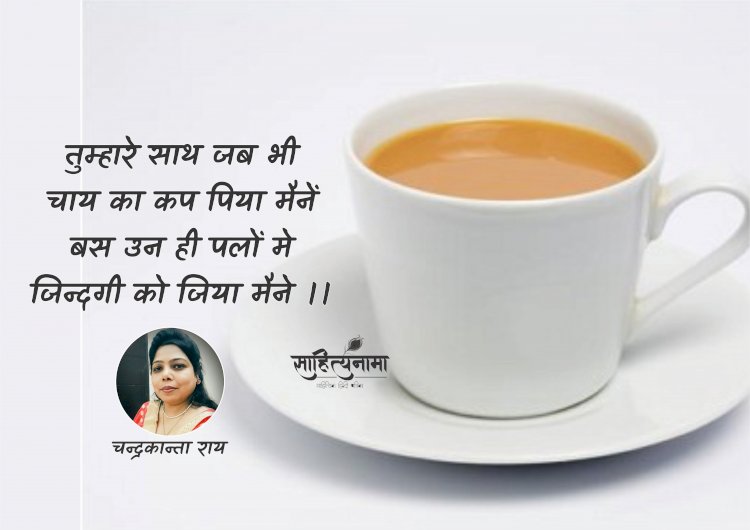 तुम्हारे साथ जब भी
चाय का कप पिया मैनें
बस उन ही पलों मे
जिन्दगी को जिया मैने ।।
साहित्यनामा
चन्द्रकान्ता राय